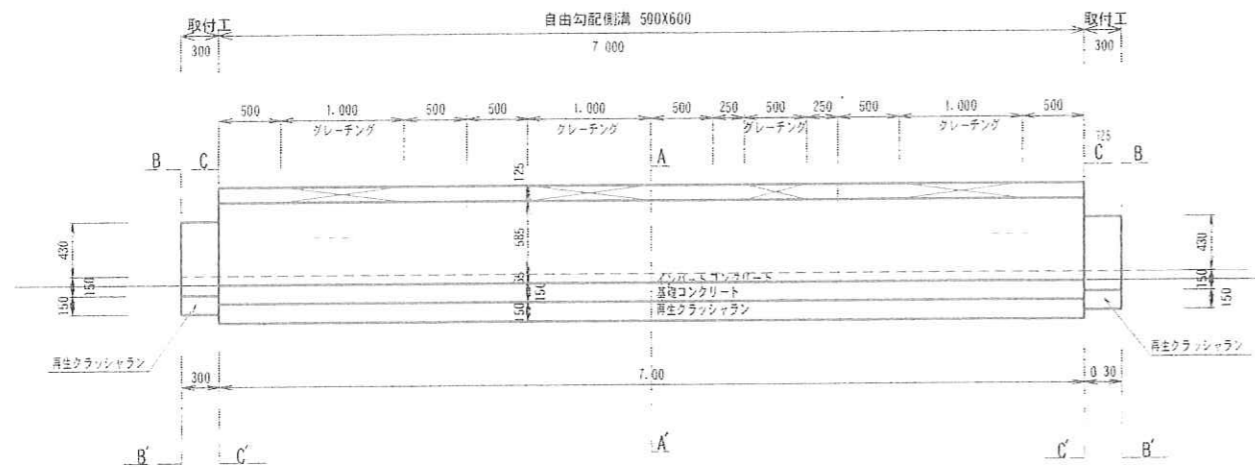 取付工 自由勾配側溝 500X600 取付工
300 7 000 300
500 1,000 500 500 1,000 500 250 500 250 500 1,000 500
グレーチング グレーチング グレーチング グレーチング
125
B C A C B
125
585
430 150 150
430 150 150
150 150
基礎コンクリート
再生クラッシャラン
再生クラッシャラン 再生クラッシャラン
300 7.00 0 30
B' C' A' C' B'